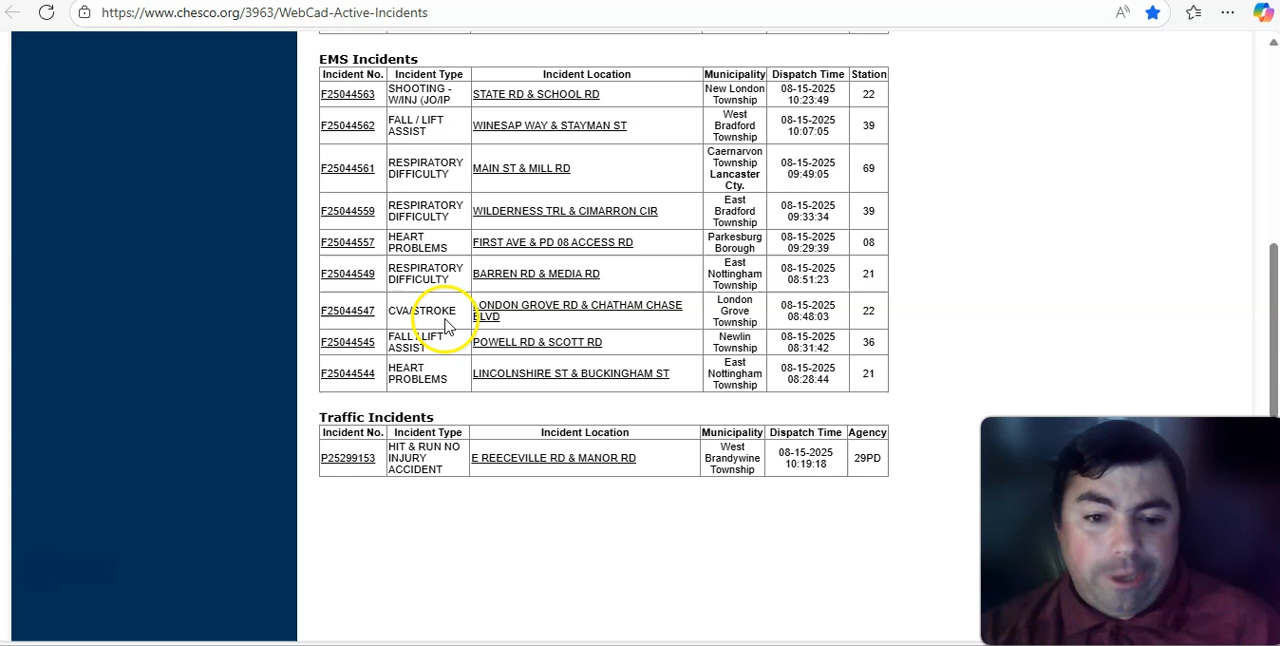 https://www.chesco.org/3963/WebCad-Active-Incidents
EMS Incidents
Incident No. Incident Type Incident Location Municipality Dispatch Time Station
F25044563 SHOOTING - W/INJ (JO/IP STATE RD & SCHOOL RD New London Township 08-15-2025 10:23:49 22
F25044562 FALL / LIFT ASSIST WINESAP WAY & STAYMAN ST West Bradford Township 08-15-2025 10:07:05 39
F25044561 RESPIRATORY DIFFICULTY MAIN ST & MILL RD Caernarvon Township Lancaster Cty. 08-15-2025 09:49:05 69
F25044559 RESPIRATORY DIFFICULTY WILDERNESS TRL & CIMARRON CIR East Bradford Township 08-15-2025 09:33:34 39
F25044557 HEART PROBLEMS FIRST AVE & PD 08 ACCESS RD Parkesburg Borough 08-15-2025 09:29:39 08
F25044549 RESPIRATORY DIFFICULTY BARREN RD & MEDIA RD East Nottingham Township 08-15-2025 08:51:23 21
F25044547 CVA/STROKE LONDON GROVE RD & CHATHAM CHASE BLVD London Grove Township 08-15-2025 08:48:03 22
F25044545 FALL / LIFT ASSIST POWELL RD & SCOTT RD Newlin Township 08-15-2025 08:31:42 36
F25044544 HEART PROBLEMS LINCOLNSHIRE ST & BUCKINGHAM ST East Nottingham Township 08-15-2025 08:28:44 21
Traffic Incidents
Incident No. Incident Type Incident Location Municipality Dispatch Time Agency
P25299153 HIT & RUN NO INJURY ACCIDENT E REECEVILLE RD & MANOR RD West Brandywine Township 08-15-2025 10:19:18 29PD